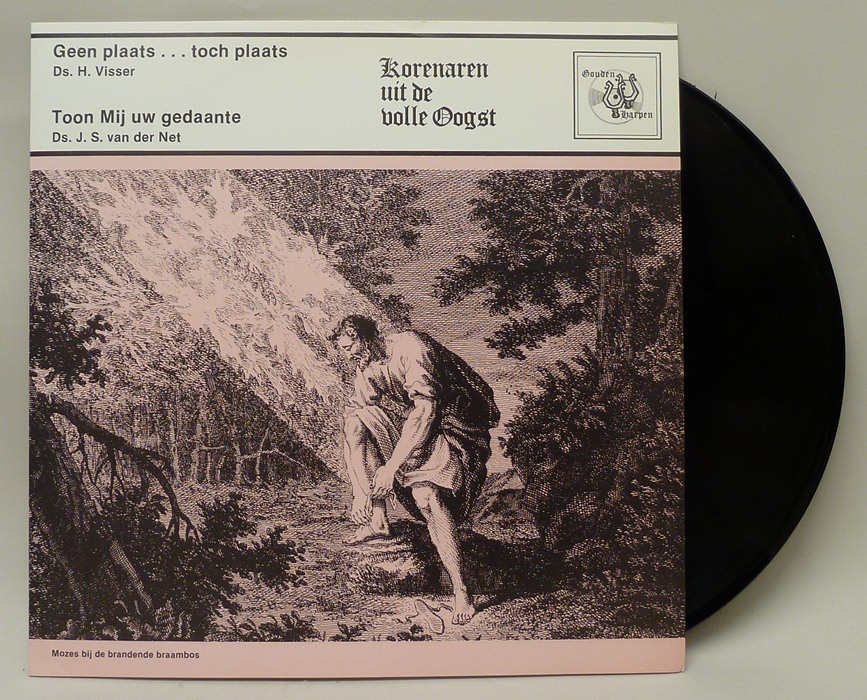 Geen plaats . . . toch plaats
Ds. H. Visser
Toon Mij uw gedaante
Ds. J. S. van der Net
Korenaren
uit de
volle Oogst
Gouden
Harpen
Mozes bij de brandende braambos